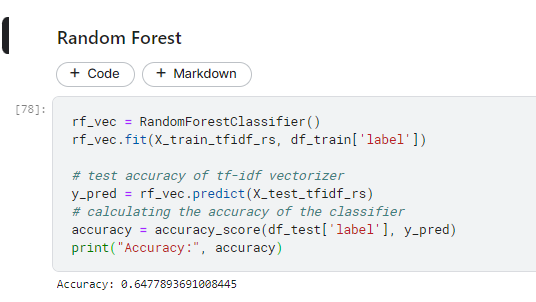 Random Forest
+ Code + Markdown
[78]:
rf_vec = RandomForestClassifier()
rf_vec.fit(X_train_tfidf_rs, df_train['label'])
# test accuracy of tf-idf vectorizer
y_pred = rf_vec.predict(X_test_tfidf_rs)
# calculating the accuracy of the classifier
accuracy = accuracy_score(df_test['label'], y_pred)
print("Accuracy:", accuracy)
Accuracy: 0.6477893691008445